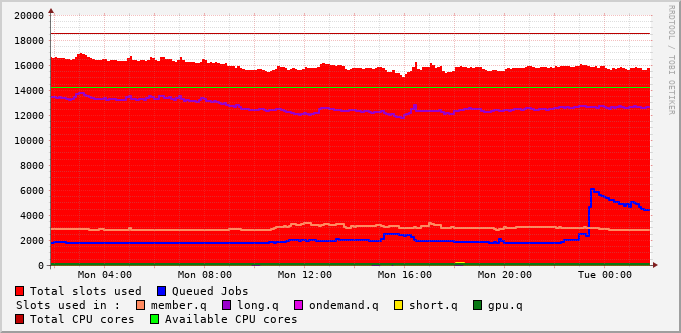 20000
18000
16000
14000
12000
10000
8000
6000
4000
2000
0
Mon 04:00 Mon 08:00 Mon 12:00 Mon 16:00 Mon 20:00 Tue 00:00
RRDTOOL / TOBI OETIKER
Total slots used Queued Jobs
Slots used in : member.q long.q ondemand.q short.q gpu.q
Total CPU cores Available CPU cores